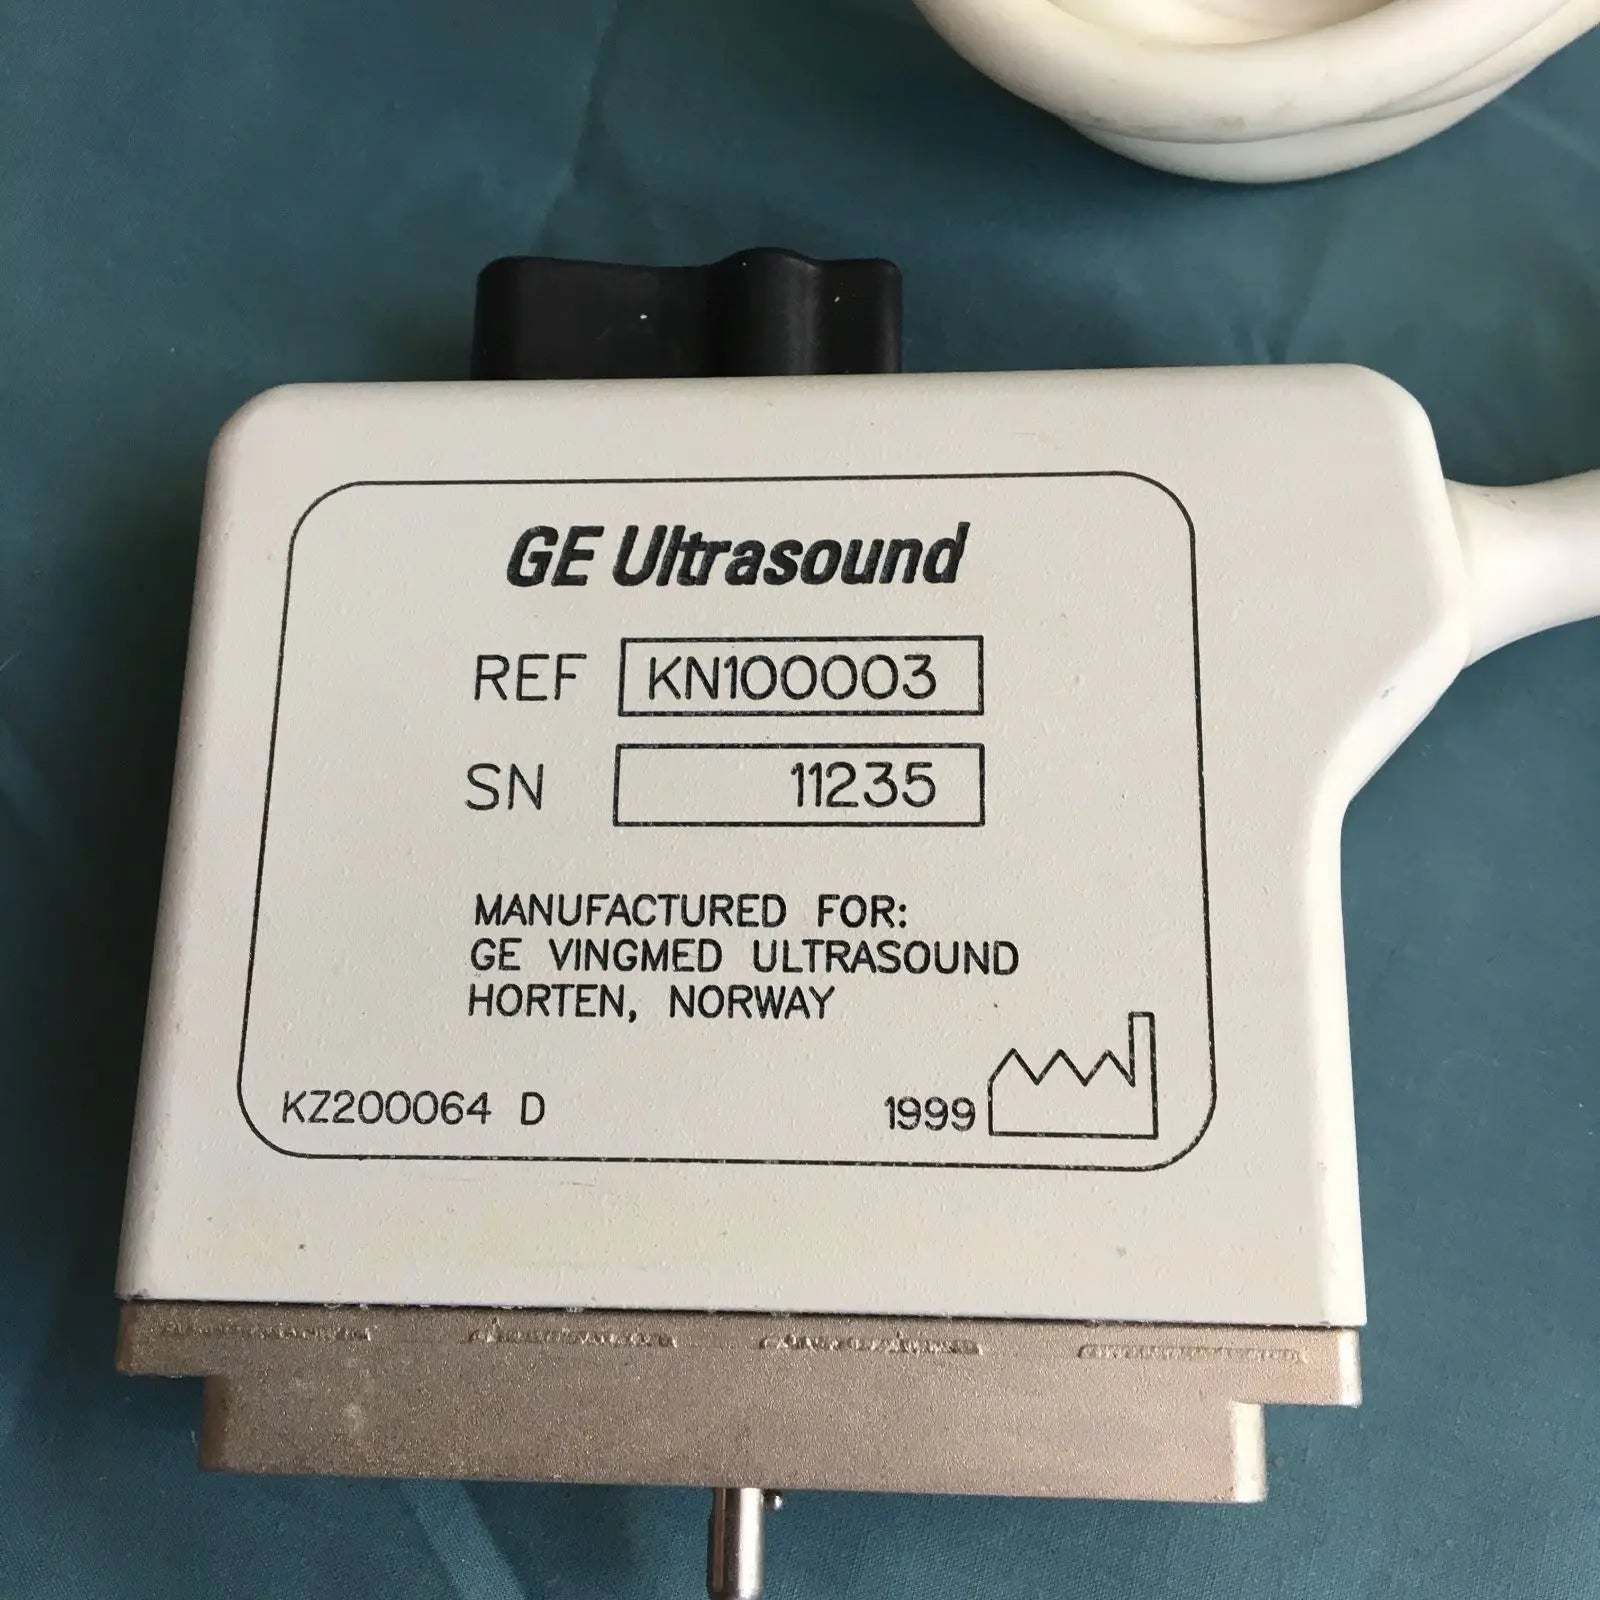 GE Ultrasound
REF KN100003
SN 11235
MANUFACTURED FOR:
GE VINGMED ULTRASOUND
HORTEN, NORWAY
KZ200064 D 1999